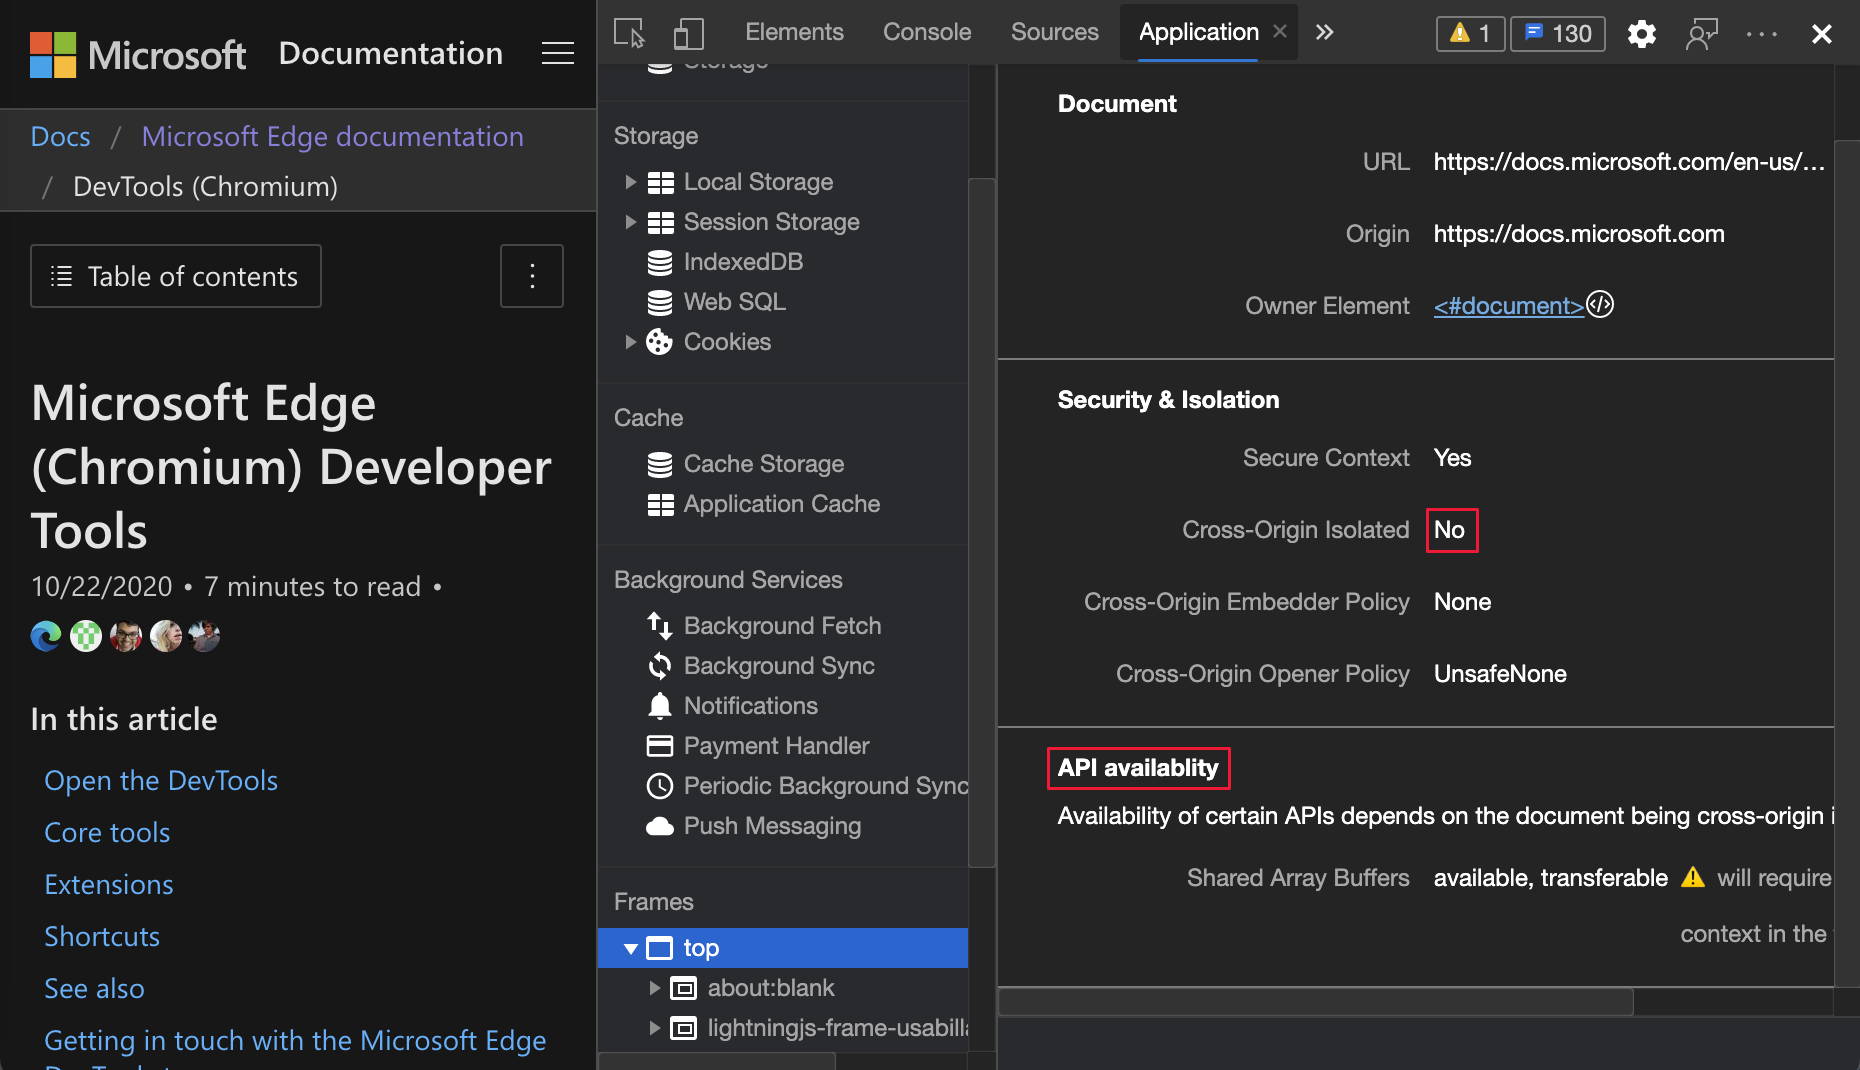 Microsoft Documentation
Docs / Microsoft Edge documentation
/ DevTools (Chromium)
Table of contents
Microsoft Edge
(Chromium) Developer
Tools
10/22/2020 • 7 minutes to read •
In this article
Open the DevTools
Core tools
Extensions
Shortcuts
See also
Getting in touch with the Microsoft Edge
Elements Console Sources Application 1 130
Storage
Storage
Local Storage
Session Storage
IndexedDB
Web SQL
Cookies
Cache
Cache Storage
Application Cache
Background Services
Background Fetch
Background Sync
Notifications
Payment Handler
Periodic Background Sync
Push Messaging
Frames
top
about:blank
lightningjs-frame-usabilla
Document
URL https://docs.microsoft.com/en-us/…
Origin https://docs.microsoft.com
Owner Element <#document>
Security & Isolation
Secure Context Yes
Cross-Origin Isolated No
Cross-Origin Embedder Policy None
Cross-Origin Opener Policy UnsafeNone
API availablity
Availability of certain APIs depends on the document being cross-origin i
Shared Array Buffers available, transferable ⚠ will require
context in the